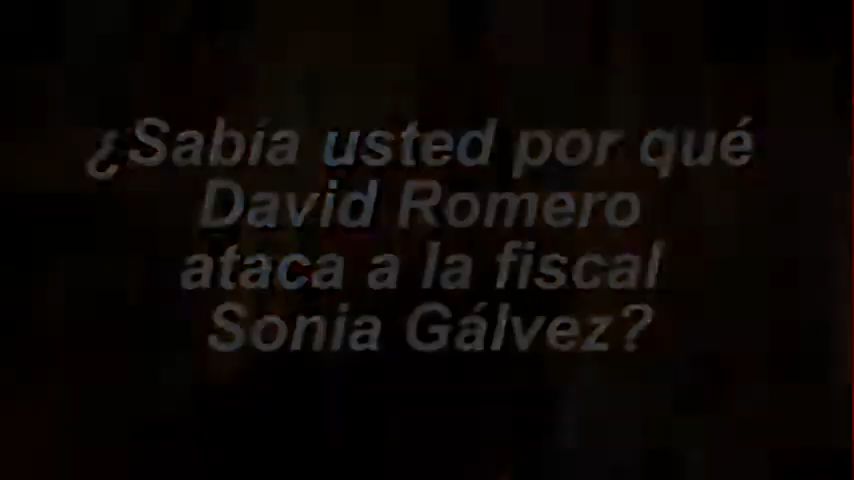 ¿Sabía usted por qué
David Romero
ataca a la fiscal
Sonia Gálvez?